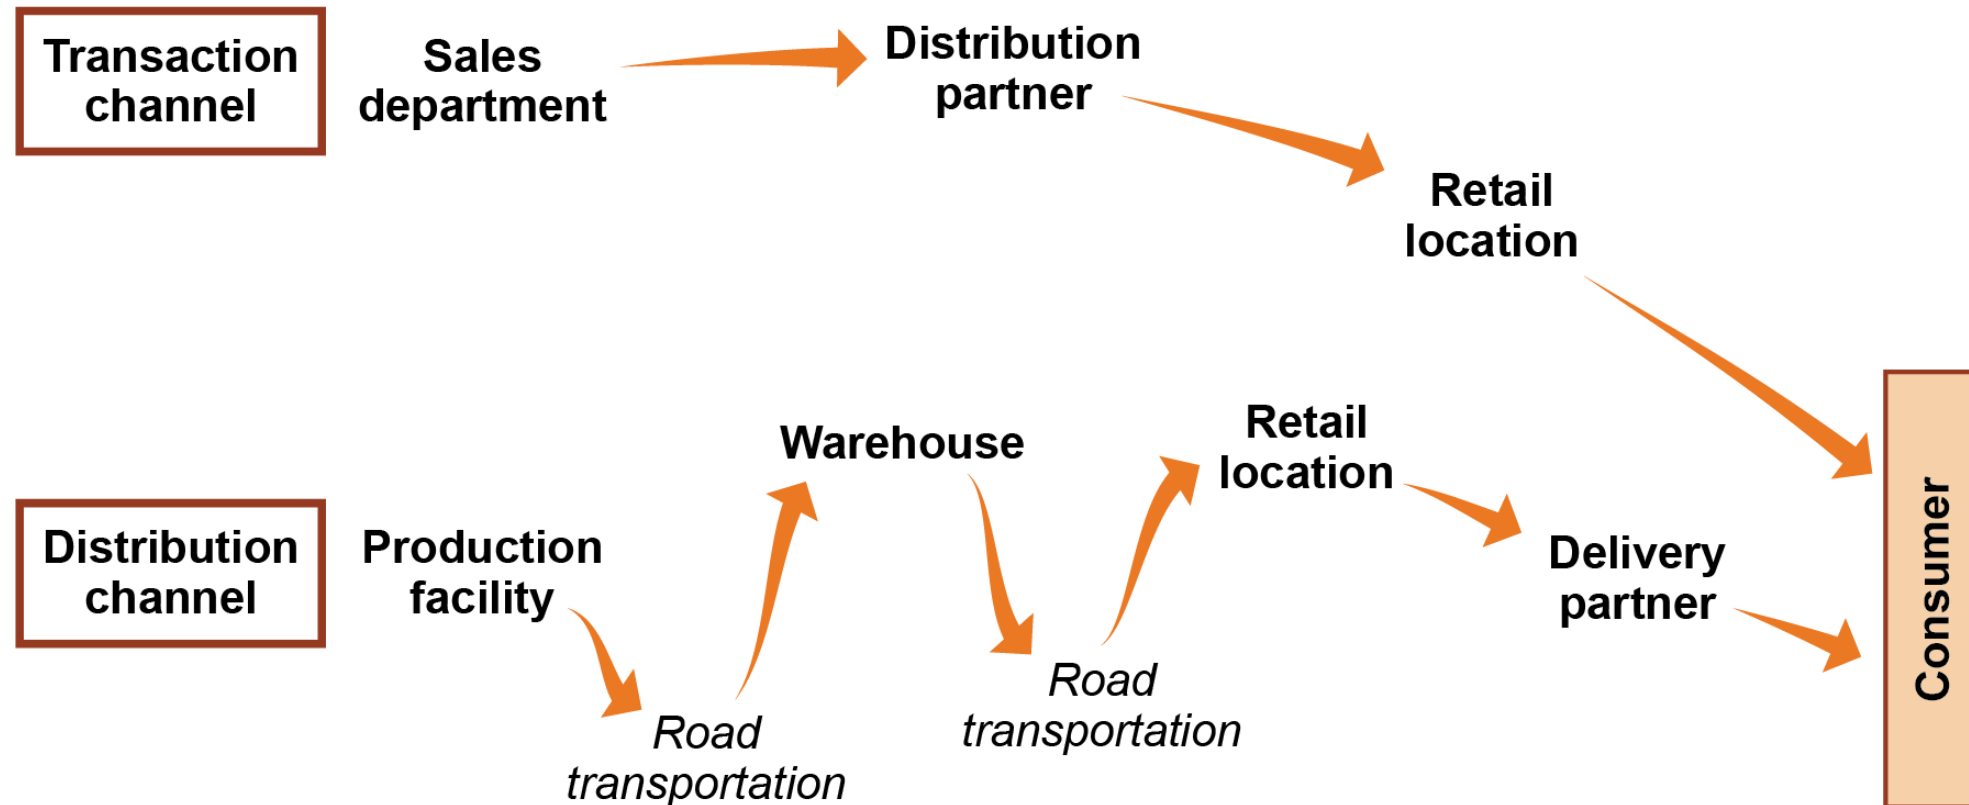 Transaction
channel
Sales
department
Distribution
partner
Retail
location
Distribution
channel
Production
facility
Road
transportation
Warehouse
Road
transportation
Retail
location
Delivery
partner
Consumer